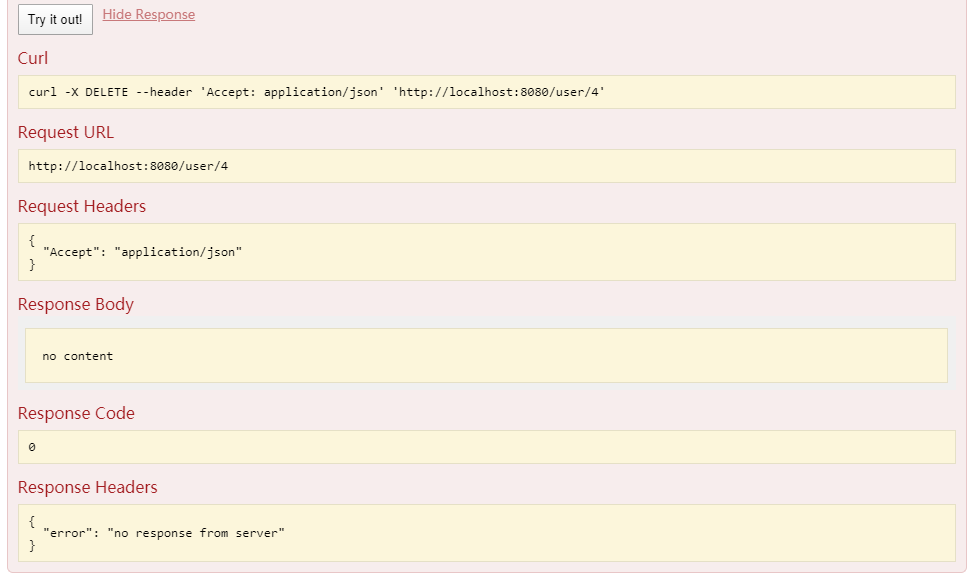 Try it out! Hide Response
Curl
curl -X DELETE --header 'Accept: application/json' 'http://localhost:8080/user/4'
Request URL
http://localhost:8080/user/4
Request Headers
{
  "Accept": "application/json"
}
Response Body
no content
Response Code
0
Response Headers
{
  "error": "no response from server"
}